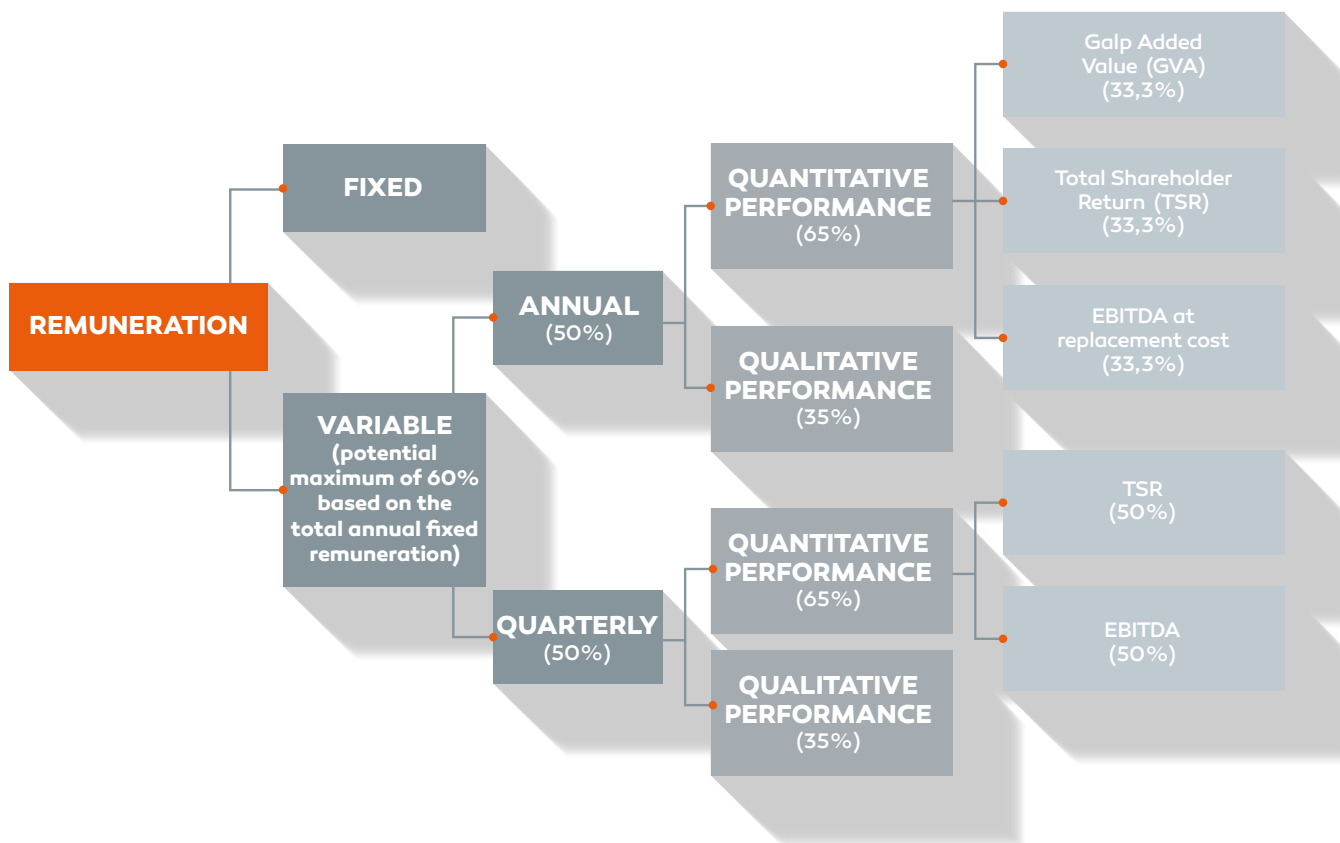 REMUNERATION
FIXED
VARIABLE
(potential
maximum of 60%
based on the
total annual fixed
remuneration)
ANNUAL
(50%)
QUANTITATIVE
PERFORMANCE
(65%)
Galp Added
Value (GVA)
(33,3%)
Total Shareholder
Return (TSR)
(33,3%)
EBITDA at
replacement cost
(33,3%)
QUALITATIVE
PERFORMANCE
(35%)
QUARTERLY
(50%)
QUANTITATIVE
PERFORMANCE
(65%)
TSR
(50%)
EBITDA
(50%)
QUALITATIVE
PERFORMANCE
(35%)